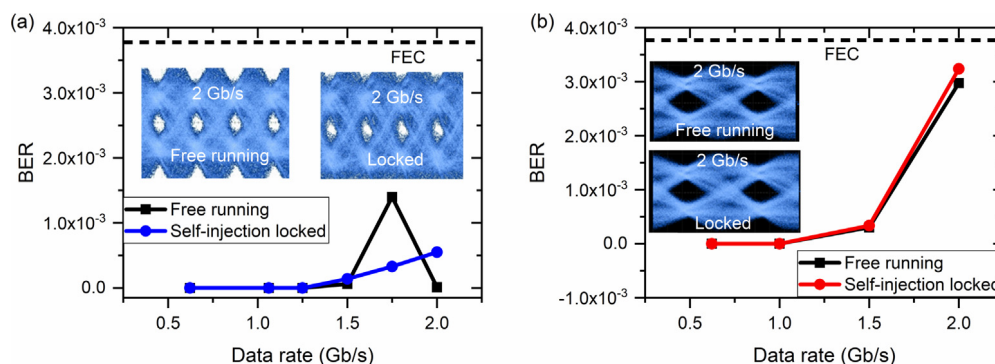 (a)
4.0x10⁻³
3.0x10⁻³
2.0x10⁻³
1.0x10⁻³
0.0
BER
FEC
2 Gb/s
Free running
2 Gb/s
Locked
Free running
Self-injection locked
0.5 1.0 1.5 2.0
Data rate (Gb/s)
(b)
4.0x10⁻³
3.0x10⁻³
2.0x10⁻³
1.0x10⁻³
0.0
-1.0x10⁻³
BER
FEC
2 Gb/s
Free running
2 Gb/s
Locked
Free running
Self-injection locked
0.5 1.0 1.5 2.0
Data rate (Gb/s)